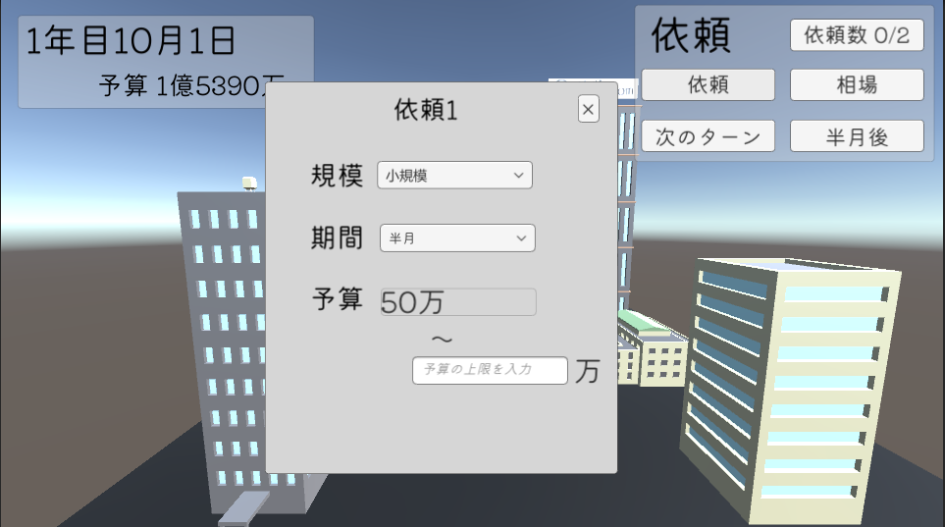 1年目10月1日
予算 1億5390万
依頼
依頼数 0/2
依頼
相場
次のターン
半月後
依頼1
×
規模
小規模
期間
半月
予算
50万
～
予算の上限を入力
万